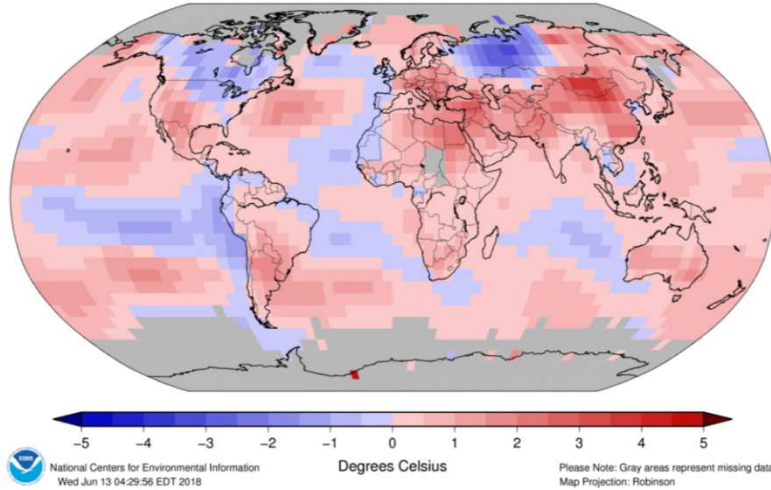 −5 −4 −3 −2 −1 0 1 2 3 4 5
Degrees Celsius
NOAA
National Centers for Environmental Information
Wed Jun 13 04:29:56 EDT 2018
Please Note: Gray areas represent missing data
Map Projection: Robinson